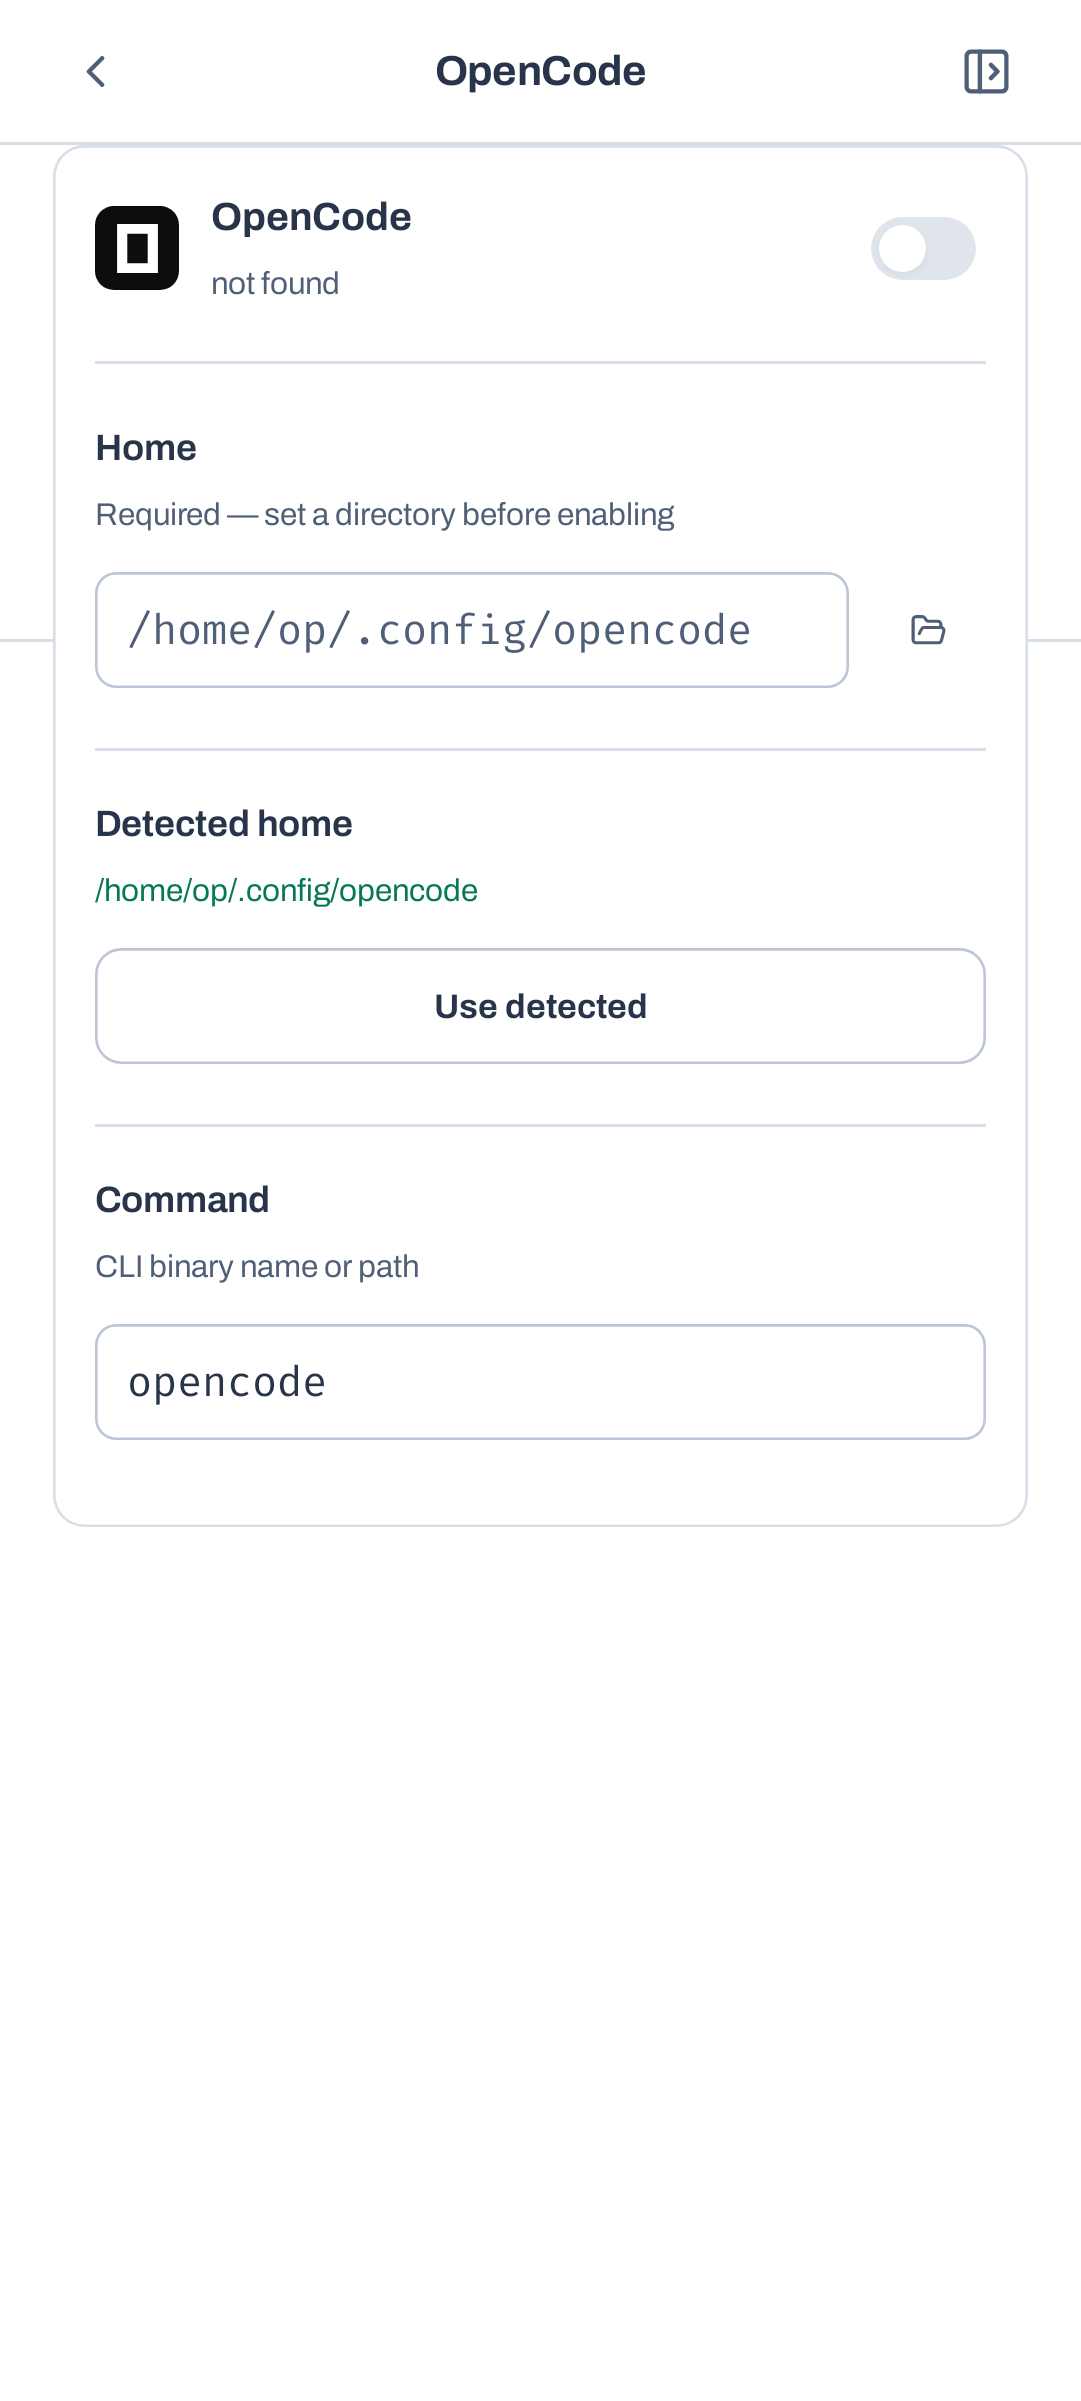 OpenCode
OpenCode
not found
Home
Required — set a directory before enabling
/home/op/.config/opencode
Detected home
/home/op/.config/opencode
Use detected
Command
CLI binary name or path
opencode